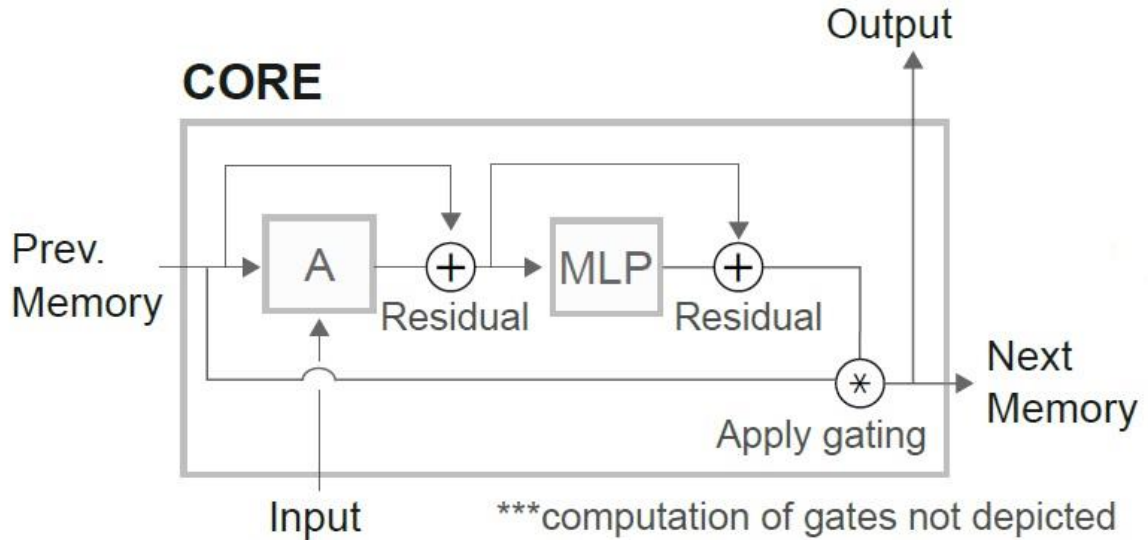 Output
CORE
Prev.
Memory
A
+
Residual
MLP
+
Residual
*
Apply gating
Next
Memory
Input
***computation of gates not depicted